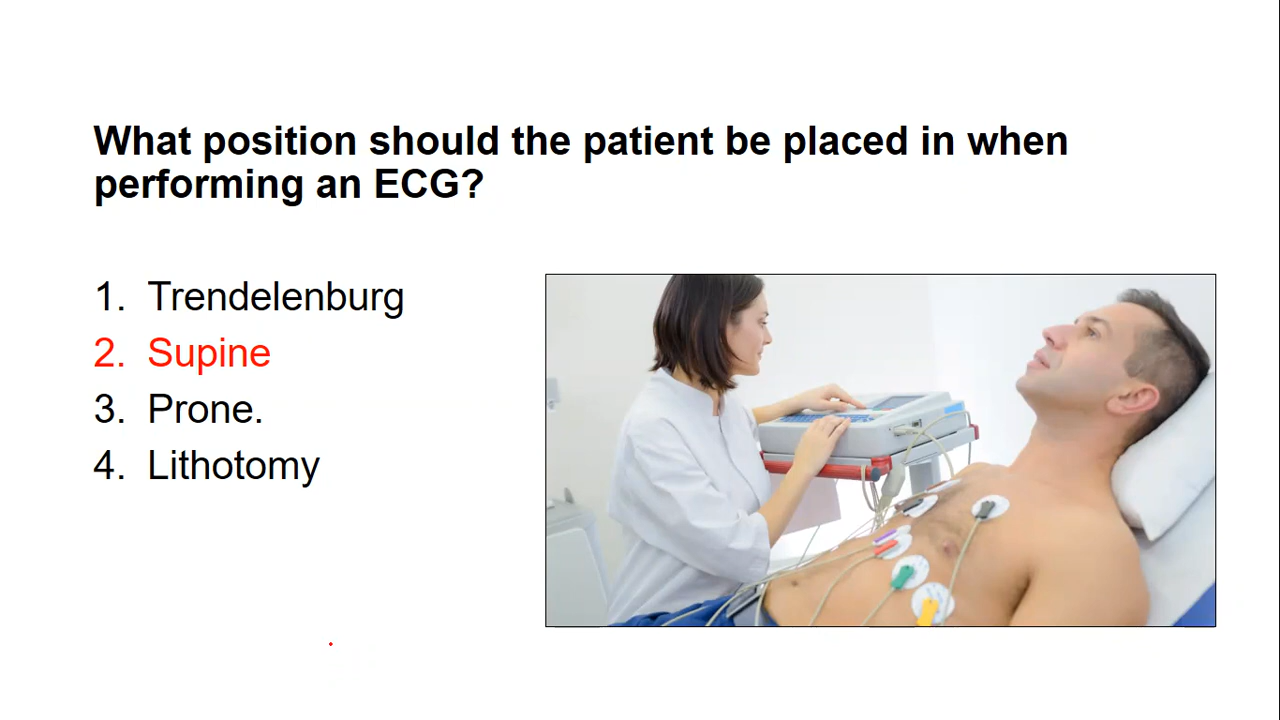 What position should the patient be placed in when
performing an ECG?
1. Trendelenburg
2. Supine
3. Prone.
4. Lithotomy